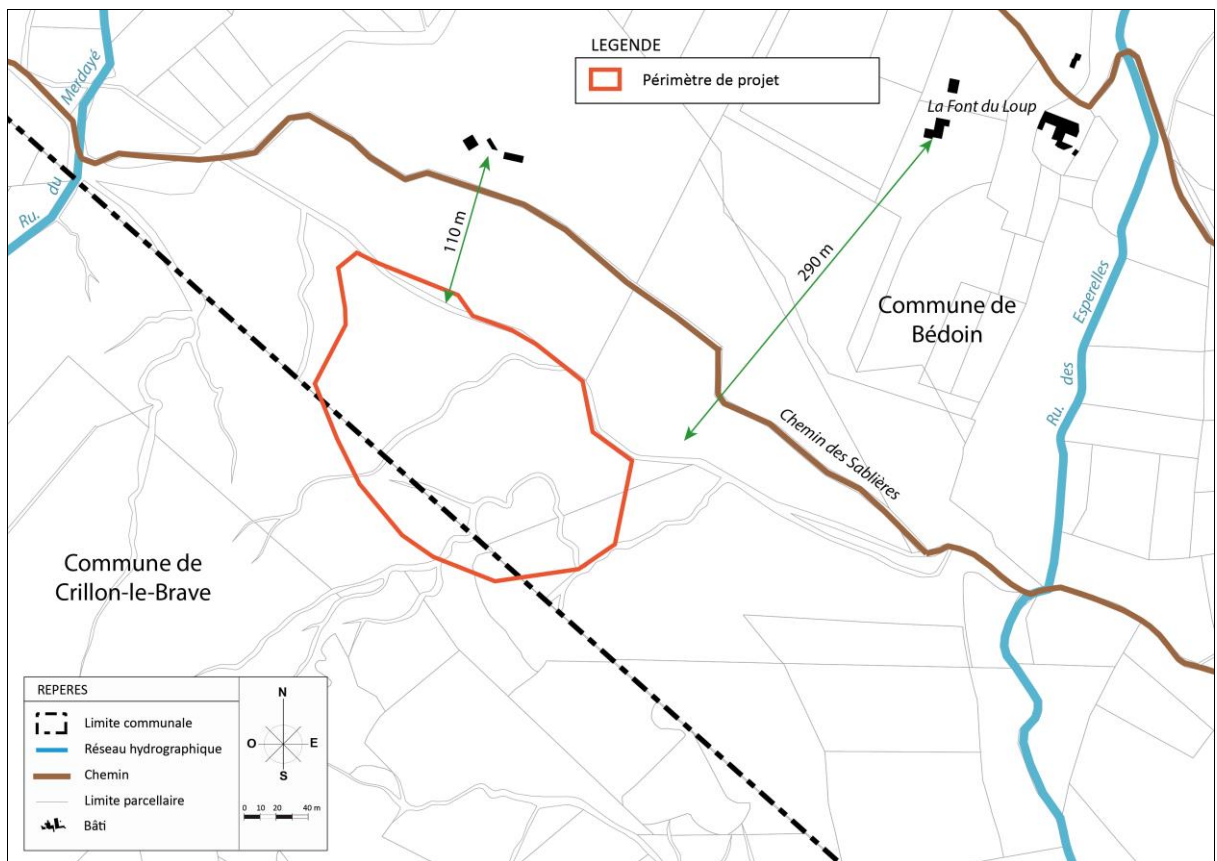 LEGENDE
Périmètre de projet
Ru. du Merdayé
La Font du Loup
110 m
290 m
Commune de
Bédoin
Ru. des Esperelles
Chemin des Sablières
Commune de
Crillon-le-Brave
REPERES
Limite communale
Réseau hydrographique
Chemin
Limite parcellaire
Bâti
N
O E
S
0 10 20 40 m